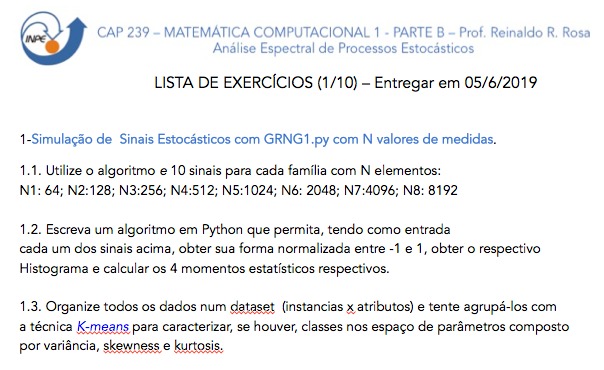 INPE
CAP 239 – MATEMÁTICA COMPUTACIONAL 1 - PARTE B – Prof. Reinaldo R. Rosa
Análise Espectral de Processos Estocásticos
LISTA DE EXERCÍCIOS (1/10) – Entregar em 05/6/2019
1-Simulação de Sinais Estocásticos com GRNG1.py com N valores de medidas.
1.1. Utilize o algoritmo e 10 sinais para cada família com N elementos:
N1: 64; N2:128; N3:256; N4:512; N5:1024; N6: 2048; N7:4096; N8: 8192
1.2. Escreva um algoritmo em Python que permita, tendo como entrada
cada um dos sinais acima, obter sua forma normalizada entre -1 e 1, obter o respectivo
Histograma e calcular os 4 momentos estatísticos respectivos.
1.3. Organize todos os dados num dataset (instancias x atributos) e tente agrupá-los com
a técnica K-means para caracterizar, se houver, classes nos espaço de parâmetros composto
por variância, skewness e kurtosis.